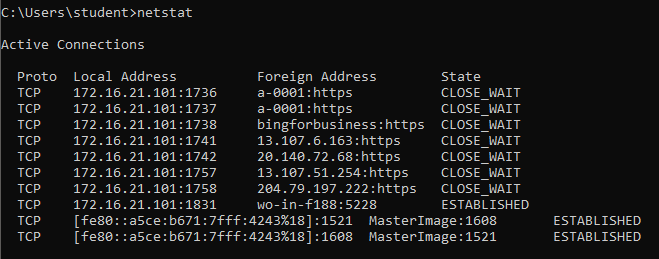 C:\Users\student>netstat
Active Connections
Proto  Local Address          Foreign Address        State
TCP    172.16.21.101:1736     a-0001:https           CLOSE_WAIT
TCP    172.16.21.101:1737     a-0001:https           CLOSE_WAIT
TCP    172.16.21.101:1738     bingforbusiness:https  CLOSE_WAIT
TCP    172.16.21.101:1741     13.107.6.163:https     CLOSE_WAIT
TCP    172.16.21.101:1742     20.140.72.68:https     CLOSE_WAIT
TCP    172.16.21.101:1757     13.107.51.254:https    CLOSE_WAIT
TCP    172.16.21.101:1758     204.79.197.222:https   CLOSE_WAIT
TCP    172.16.21.101:1831     wo-in-f188:5228        ESTABLISHED
TCP    [fe80::a5ce:b671:7fff:4243%18]:1521  MasterImage:1608       ESTABLISHED
TCP    [fe80::a5ce:b671:7fff:4243%18]:1608  MasterImage:1521       ESTABLISHED